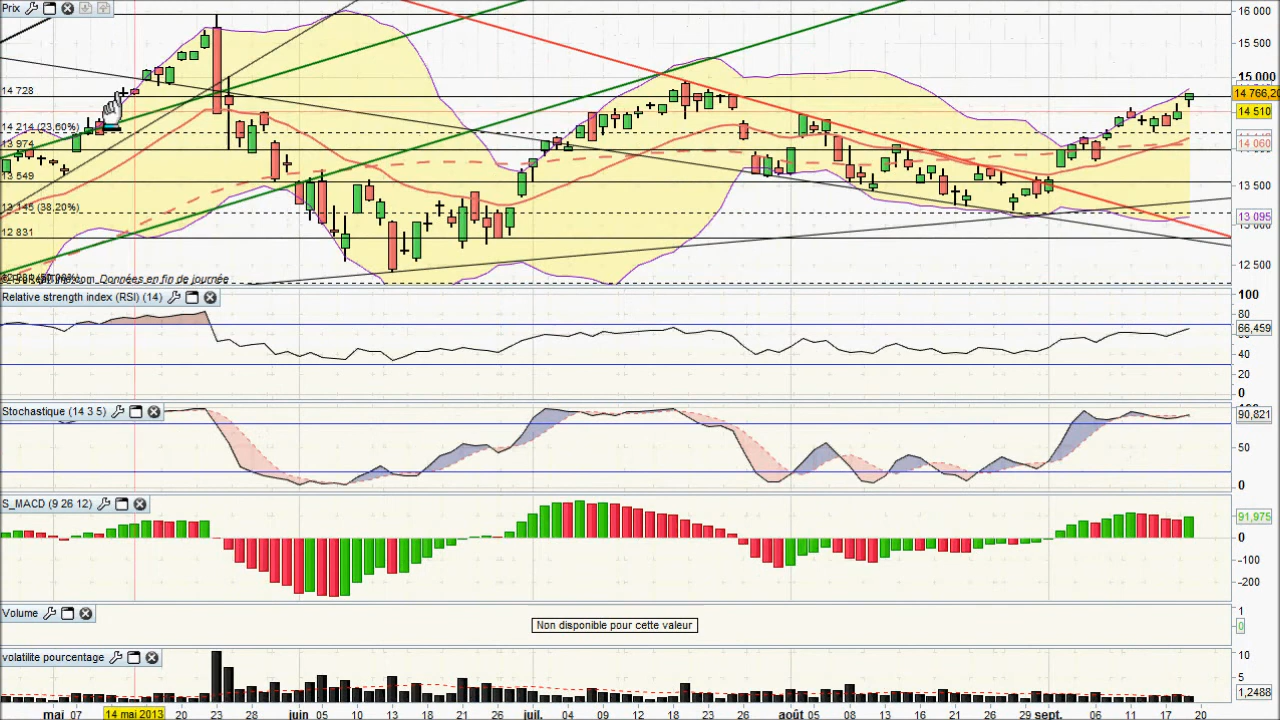 Prix
16 000
15 500
15 000
14 728
14 766,20
14 510
14 214 (23.60%)
13 974
14 060
13 549
13 500
13 146 (38.20%)
13 095
13 000
12 831
12 500
Données en fin de journée
Relative strength index (RSI) (14)
100
80
66,459
40
20
0
Stochastique (14 3 5)
90,821
50
0
S_MACD (9 26 12)
91,975
0
-100
-200
Volume
1
0
Non disponible pour cette valeur
volatilite pourcentage
10
5
1,2488
mai 07 14 mai 2013 20 23 28 juin 05 10 13 18 21 26 juil. 04 09 12 18 23 26 août 05 08 13 16 21 26 29 sept. 06 11 17 20